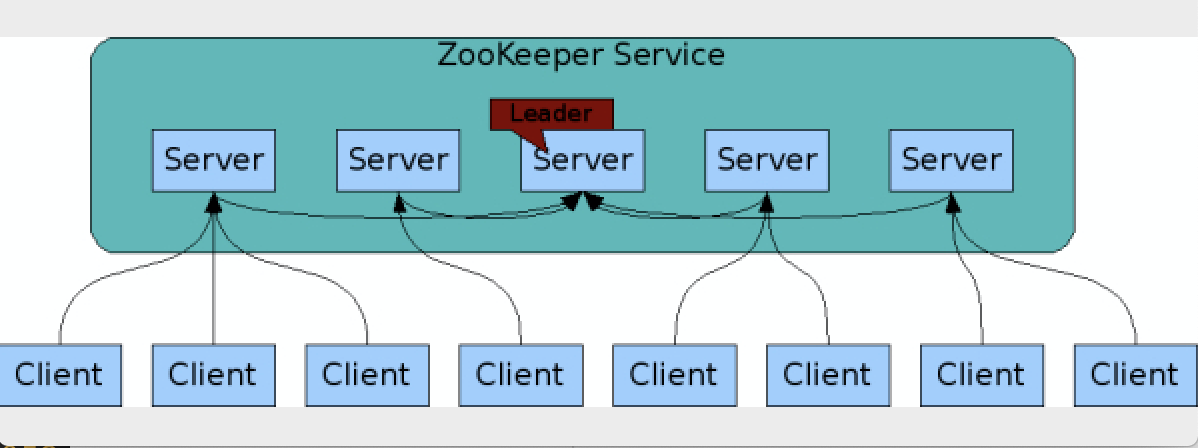 ZooKeeper Service
Leader
Server Server Server Server Server
Client Client Client Client Client Client Client Client